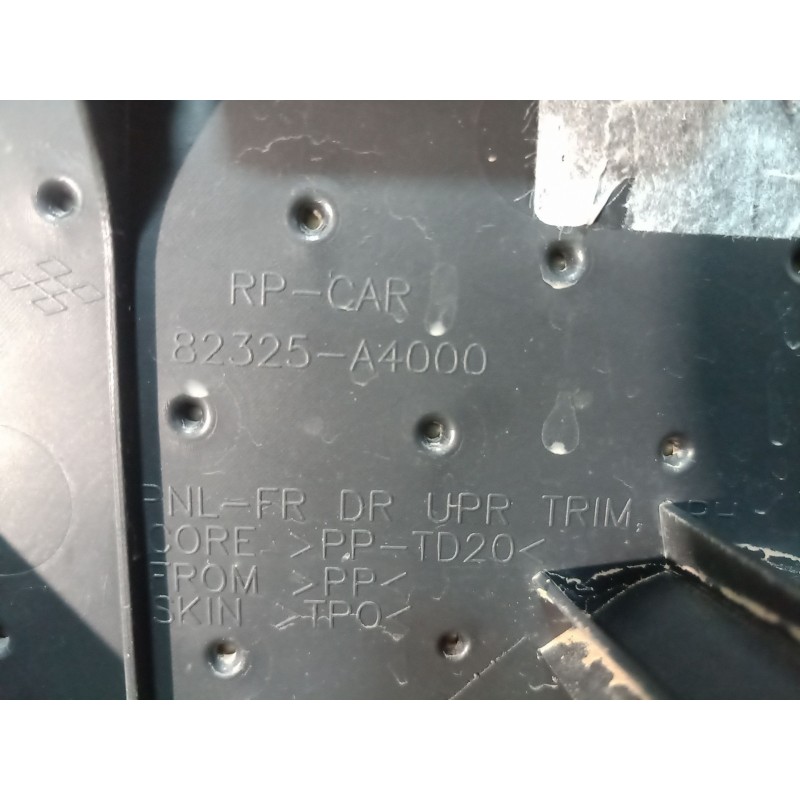 RP-CAR
82325-A4000
PNL-FR DR UPR TRIM,
CORE >PP-TD20<
FROM >PP<
SKIN >TPO<